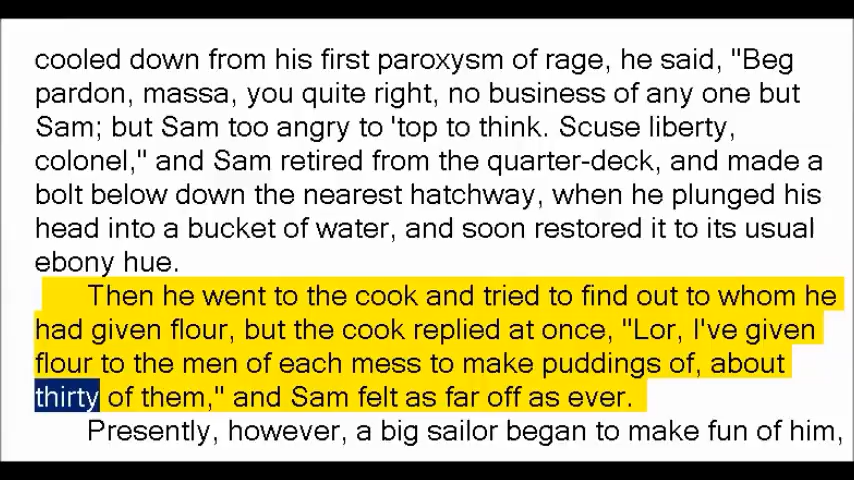 cooled down from his first paroxysm of rage, he said, "Beg
pardon, massa, you quite right, no business of any one but
Sam; but Sam too angry to 'top to think. Scuse liberty,
colonel," and Sam retired from the quarter-deck, and made a
bolt below down the nearest hatchway, when he plunged his
head into a bucket of water, and soon restored it to its usual
ebony hue.
Then he went to the cook and tried to find out to whom he
had given flour, but the cook replied at once, "Lor, I've given
flour to the men of each mess to make puddings of, about
thirty of them," and Sam felt as far off as ever.
Presently, however, a big sailor began to make fun of him,